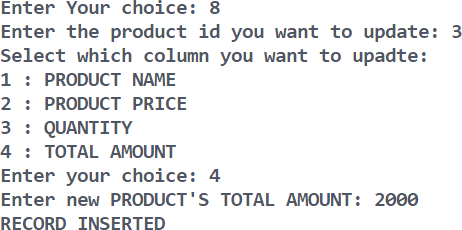 Enter Your choice: 8
Enter the product id you want to update: 3
Select which column you want to upadte:
1 : PRODUCT NAME
2 : PRODUCT PRICE
3 : QUANTITY
4 : TOTAL AMOUNT
Enter your choice: 4
Enter new PRODUCT'S TOTAL AMOUNT: 2000
RECORD INSERTED